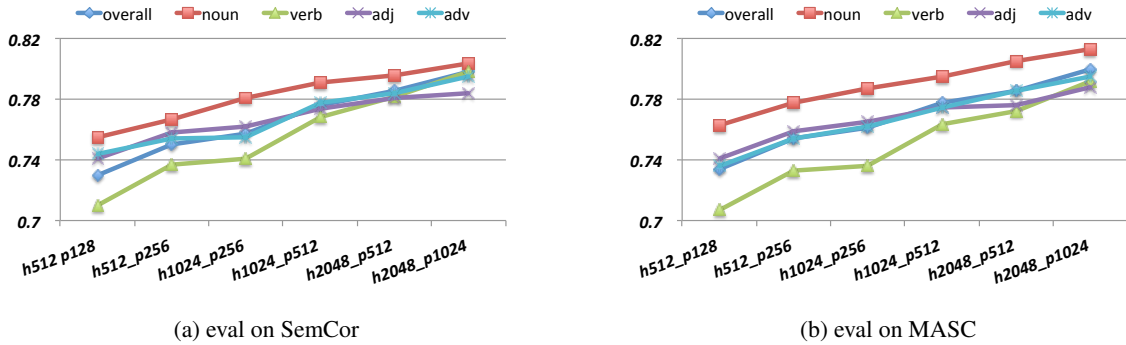 overall noun verb adj adv
0.82
0.78
0.74
0.7
h512 p128
h512_p256
h1024_p256
h1024_p512
h2048_p512
h2048_p1024
(a) eval on SemCor
overall noun verb adj adv
0.82
0.78
0.74
0.7
h512_p128
h512_p256
h1024_p256
h1024_p512
h2048_p512
h2048_p1024
(b) eval on MASC